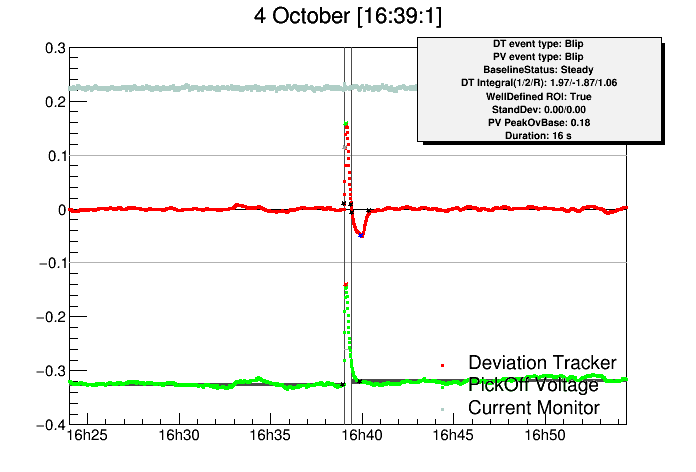 4 October [16:39:1]
DT event type: Blip
PV event type: Blip
BaselineStatus: Steady
DT Integral(1/2/R): 1.97/-1.87/1.06
WellDefined ROI: True
StandDev: 0.00/0.00
PV PeakOvBase: 0.18
Duration: 16 s
0.3
0.2
0.1
0
−0.1
−0.2
−0.3
−0.4
Deviation Tracker
PickOff Voltage
Current Monitor
16h25 16h30 16h35 16h40 16h45 16h50